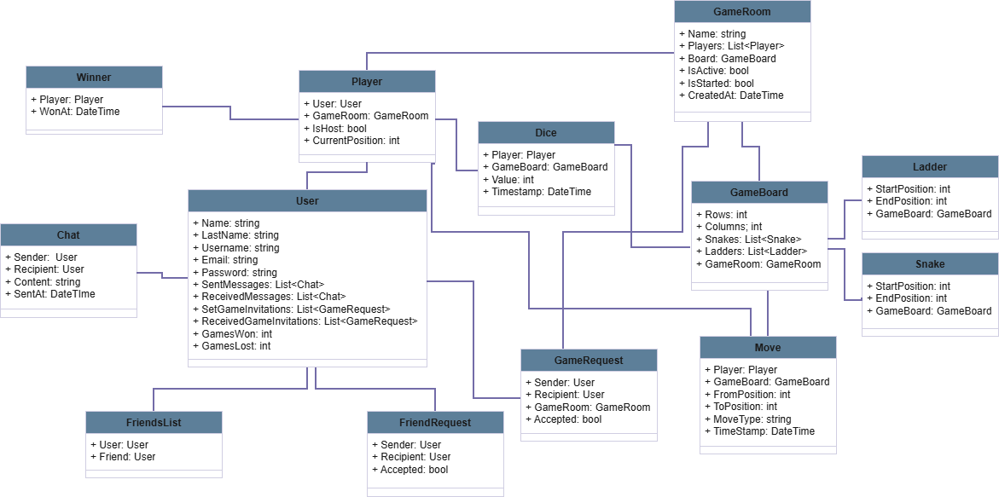 GameRoom
+ Name: string
+ Players: List<Player>
+ Board: GameBoard
+ IsActive: bool
+ IsStarted: bool
+ CreatedAt: DateTime
Winner
+ Player: Player
+ WonAt: DateTime
Player
+ User: User
+ GameRoom: GameRoom
+ IsHost: bool
+ CurrentPosition: int
Dice
+ Player: Player
+ GameBoard: GameBoard
+ Value: int
+ Timestamp: DateTime
Ladder
+ StartPosition: int
+ EndPosition: int
+ GameBoard: GameBoard
GameBoard
+ Rows: int
+ Columns; int
+ Snakes: List<Snake>
+ Ladders: List<Ladder>
+ GameRoom: GameRoom
User
+ Name: string
+ LastName: string
+ Username: string
+ Email: string
+ Password: string
+ SentMessages: List<Chat>
+ ReceivedMessages: List<Chat>
+ SetGameInvitations: List<GameRequest>
+ ReceivedGameInvitations: List<GameRequest>
+ GamesWon: int
+ GamesLost: int
Chat
+ Sender:  User
+ Recipient: User
+ Content: string
+ SentAt: DateTIme
Snake
+ StartPosition: int
+ EndPosition: int
+ GameBoard: GameBoard
GameRequest
+ Sender: User
+ Recipient: User
+ GameRoom: GameRoom
+ Accepted: bool
Move
+ Player: Player
+ GameBoard: GameBoard
+ FromPosition: int
+ ToPosition: int
+ MoveType: string
+ TimeStamp: DateTime
FriendsList
+ User: User
+ Friend: User
FriendRequest
+ Sender: User
+ Recipient: User
+ Accepted: bool